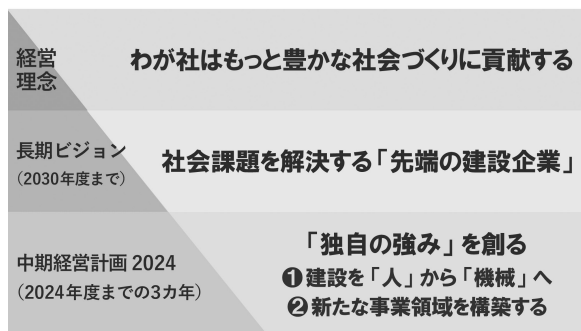 経営
理念
わが社はもっと豊かな社会づくりに貢献する
長期ビジョン
(2030年度まで)
社会課題を解決する「先端の建設企業」
中期経営計画 2024
(2024年度までの3カ年)
「独自の強み」を創る
❶建設を「人」から「機械」へ
❷新たな事業領域を構築する